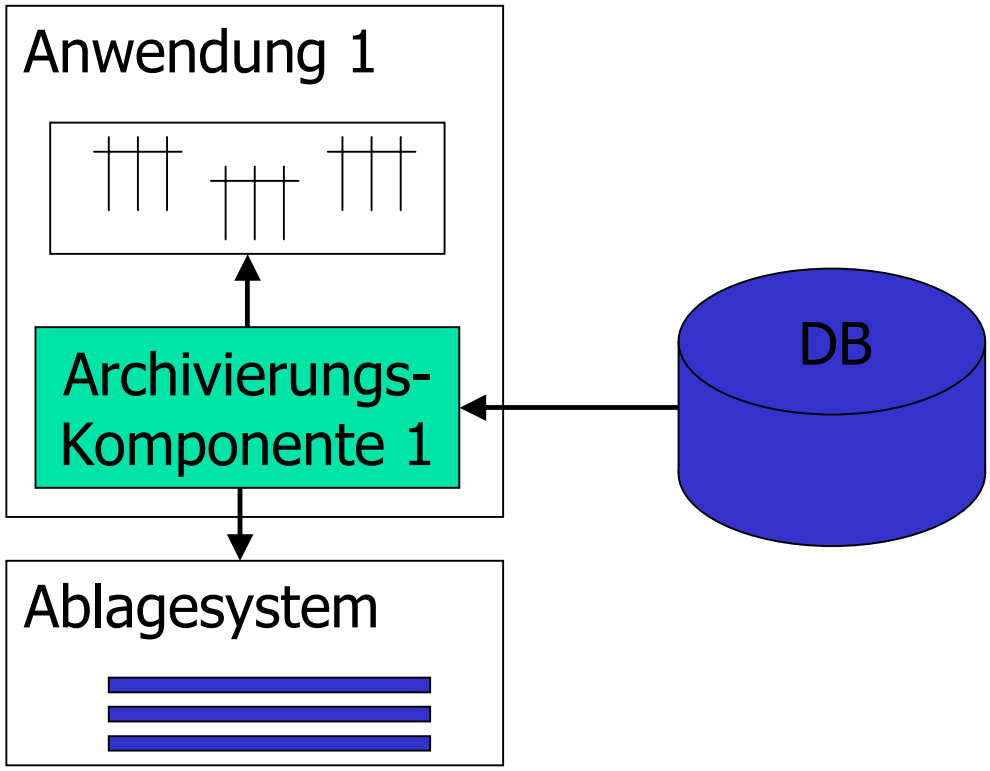 Anwendung 1
Archivierungs-
Komponente 1
DB
Ablagesystem